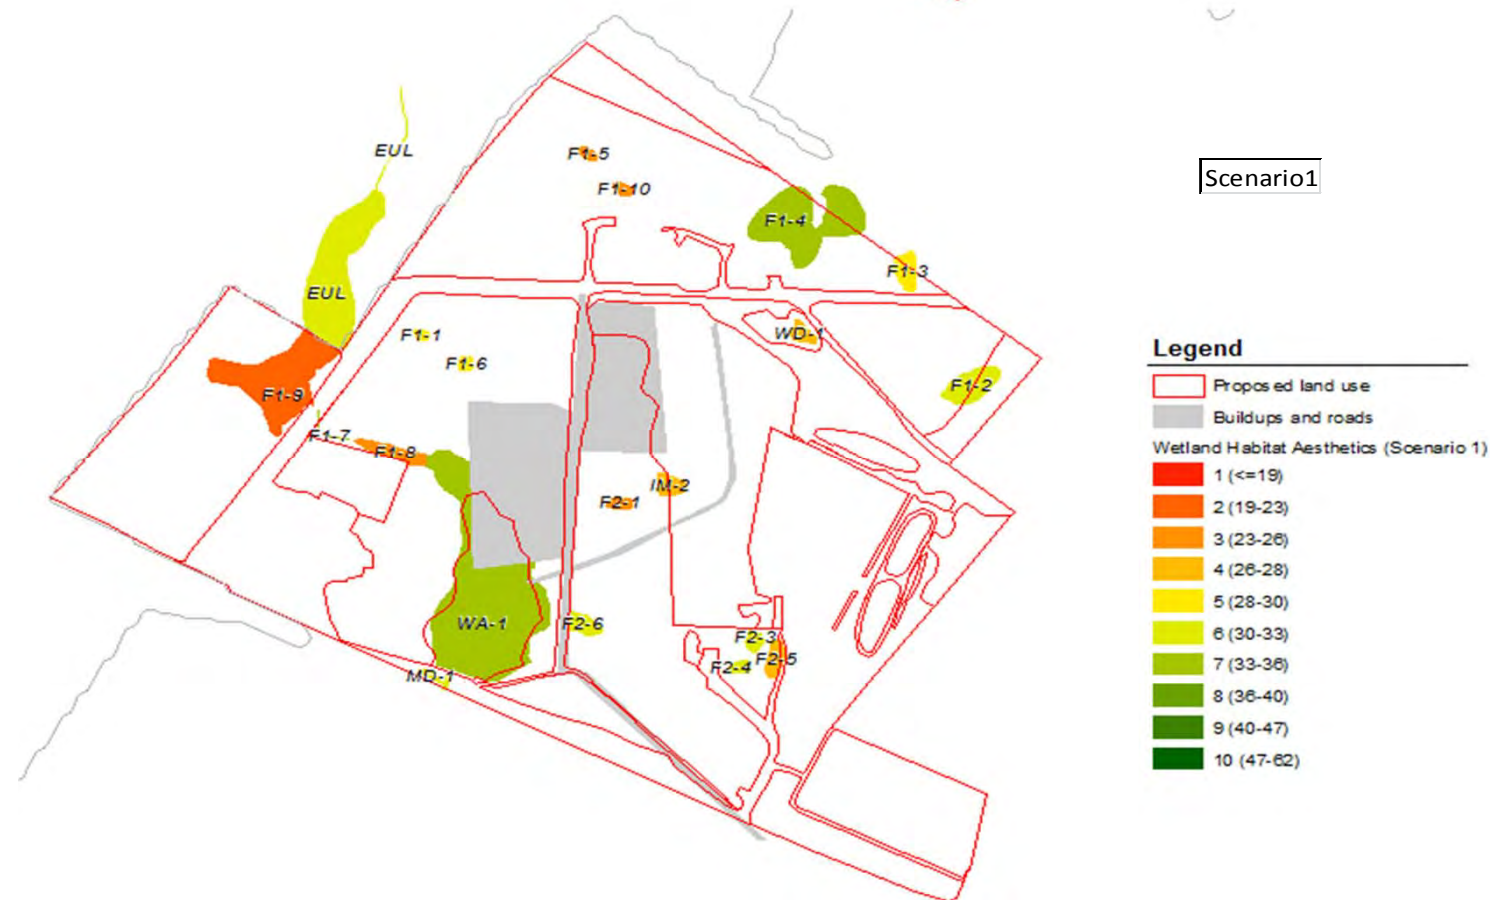 EUL
F1-5
Scenario1
F1-10
F1-4
F1-3
EUL
F1-1
WD-1
F1-6
F1-2
F1-9
F1-7
F1-8
IM-2
F2-1
WA-1
F2-6
F2-3
F2-4
F2-5
MD-1
Legend
Proposed land use
Buildups and roads
Wetland Habitat Aesthetics (Scenario 1)
1 (<=19)
2 (19-23)
3 (23-26)
4 (26-28)
5 (28-30)
6 (30-33)
7 (33-36)
8 (36-40)
9 (40-47)
10 (47-62)